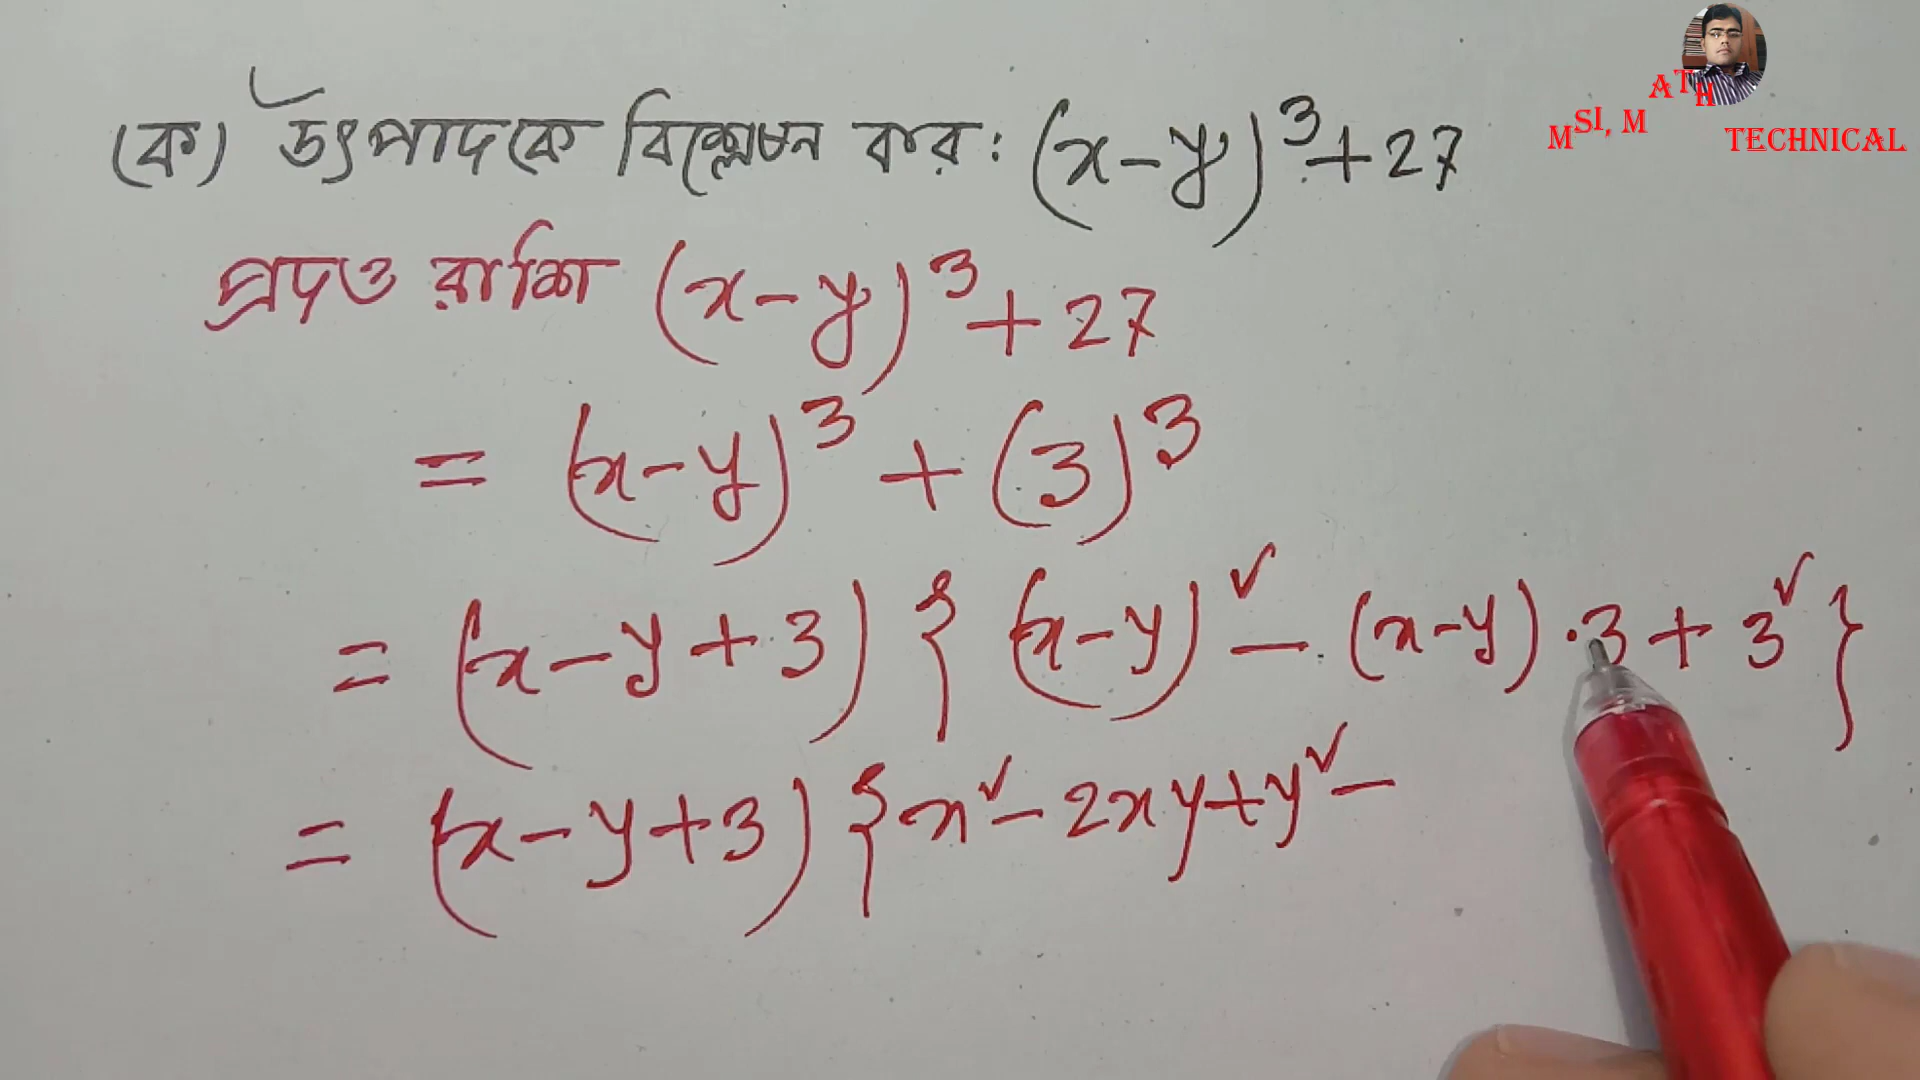 MSI, MATH
TECHNICAL
(ক) উৎপাদকে বিশ্লেষন কর: (x-y)³+27
প্রদত্ত রাশি (x-y)³+27
= (x-y)³ + (3)³
= (x-y+3) { (x-y)² - (x-y).3 + 3² }
= (x-y+3) { x² - 2xy + y² -